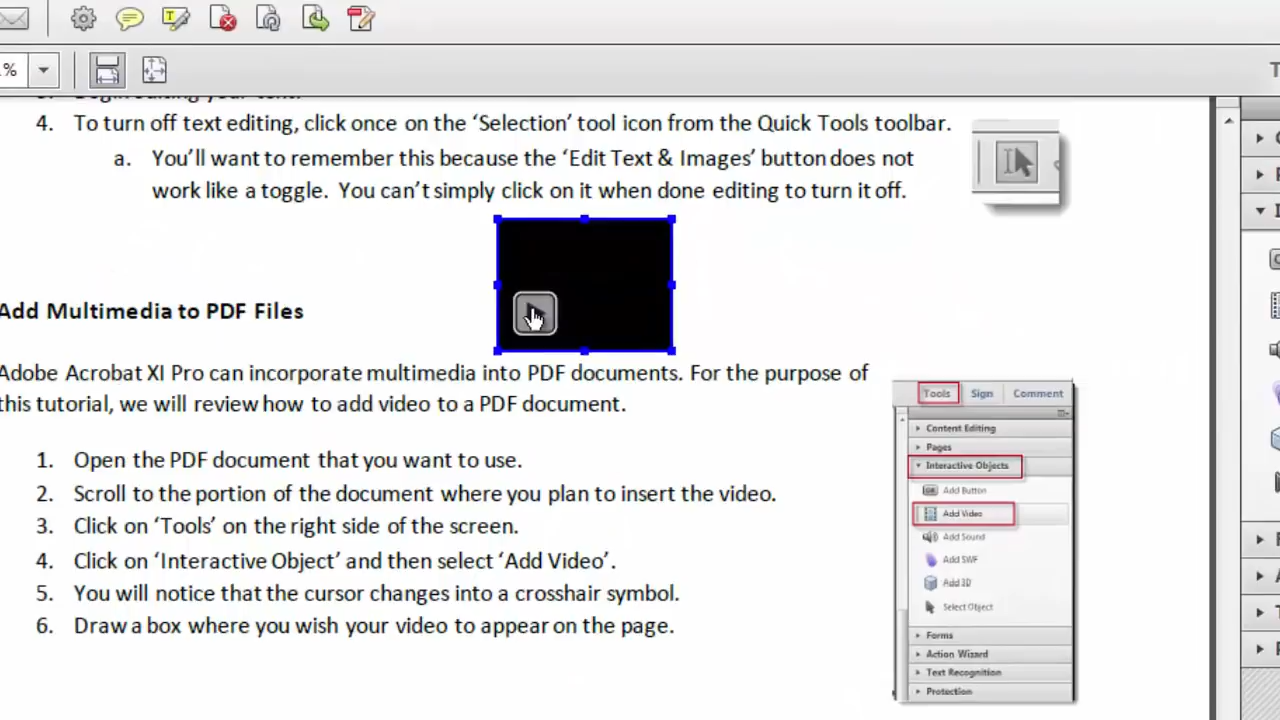 %
4. To turn off text editing, click once on the ‘Selection’ tool icon from the Quick Tools toolbar.
a. You’ll want to remember this because the ‘Edit Text & Images’ button does not
work like a toggle. You can’t simply click on it when done editing to turn it off.
Add Multimedia to PDF Files
Adobe Acrobat XI Pro can incorporate multimedia into PDF documents. For the purpose of
this tutorial, we will review how to add video to a PDF document.
1. Open the PDF document that you want to use.
2. Scroll to the portion of the document where you plan to insert the video.
3. Click on ‘Tools’ on the right side of the screen.
4. Click on ‘Interactive Object’ and then select ‘Add Video’.
5. You will notice that the cursor changes into a crosshair symbol.
6. Draw a box where you wish your video to appear on the page.
Tools Sign Comment
Content Editing
Pages
Interactive Objects
Add Button
Add Video
Add Sound
Add SWF
Add 3D
Select Object
Forms
Action Wizard
Text Recognition
Protection